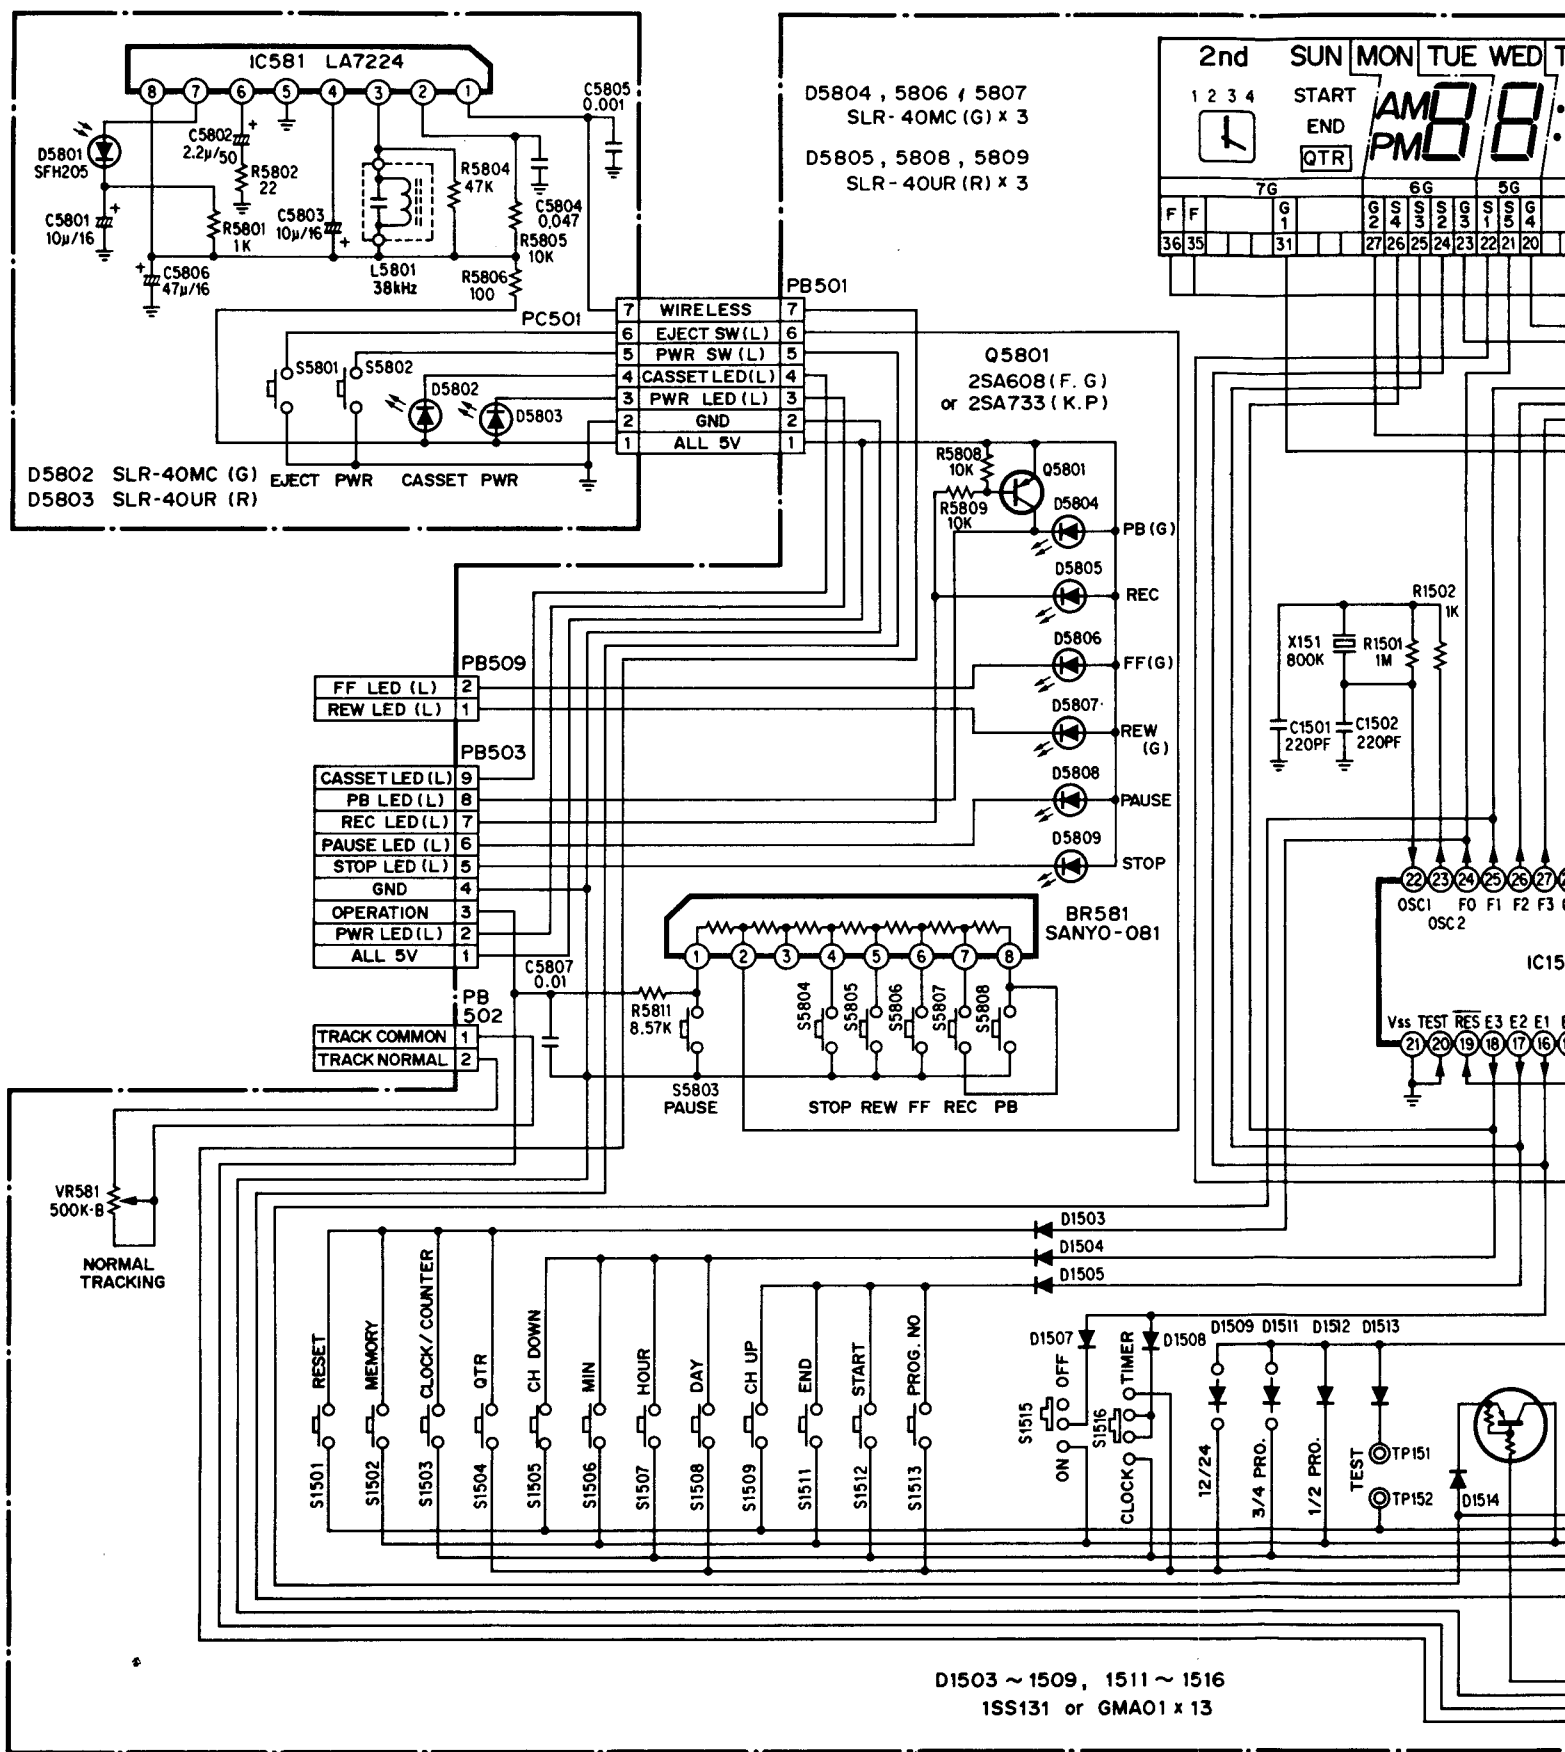 IC581 LA7224
8 7 6 5 4 3 2 1
C5805
0.001
D5801
SFH205
C5802
2.2µ/50
R5802
22
C5801
10µ/16
R5801
1K
C5803
10µ/16
R5804
47K
C5804
0,047
R5805
10K
C5806
47µ/16
L5801
38kHz
R5806
100
D5804 , 5806 , 5807
SLR-40MC (G) x 3
D5805 , 5808 , 5809
SLR-40UR (R) x 3
2nd SUN MON TUE WED T
1 2 3 4
START
END
QTR
AM
PM
7G 6G 5G
F F G1 G2 S4 S3 S2 G3 S1 S5 G4
36 35 31 27 26 25 24 23 22 21 20
PC501
PB501
7 WIRELESS 7
6 EJECT SW(L) 6
5 PWR SW (L) 5
4 CASSET LED(L) 4
3 PWR LED (L) 3
2 GND 2
1 ALL 5V 1
S5801
S5802
D5802
D5803
D5802 SLR-40MC (G)
D5803 SLR-40UR (R)
EJECT PWR CASSET PWR
Q5801
2SA608 (F. G)
or 2SA733 (K.P)
R5808
10K
Q5801
R5809
10K
D5804
PB (G)
D5805
REC
D5806
FF(G)
D5807
REW
(G)
D5808
PAUSE
D5809
STOP
PB509
FF LED (L) 2
REW LED (L) 1
PB503
CASSET LED (L) 9
PB LED (L) 8
REC LED (L) 7
PAUSE LED (L) 6
STOP LED (L) 5
GND 4
OPERATION 3
PWR LED (L) 2
ALL 5V 1
PB
502
TRACK COMMON 1
TRACK NORMAL 2
C5807
0.01
R5811
8.57K
BR581
SANYO-081
1 2 3 4 5 6 7 8
S5804
S5805
S5806
S5807
S5808
S5803
PAUSE
STOP REW FF REC PB
R1502
1K
X151
800K
R1501
1M
C1501
220PF
C1502
220PF
22 23 24 25 26 27
OSC1 F0 F1 F2 F3
OSC2
IC15
Vss TEST RES E3 E2 E1
21 20 19 18 17 16
VR581
500K-B
NORMAL
TRACKING
D1503
D1504
D1505
RESET
MEMORY
CLOCK/COUNTER
QTR
CH DOWN
MIN
HOUR
DAY
CH UP
END
START
PROG. NO
S1501
S1502
S1503
S1504
S1505
S1506
S1507
S1508
S1509
S1511
S1512
S1513
D1507
OFF
S1515
ON
TIMER
D1508
S1516
CLOCK
D1509 D1511 D1512 D1513
12/24
3/4 PRO.
1/2 PRO.
TEST
TP151
TP152
D1514
D1503 ~ 1509, 1511 ~ 1516
1SS131 or GMA01 x 13